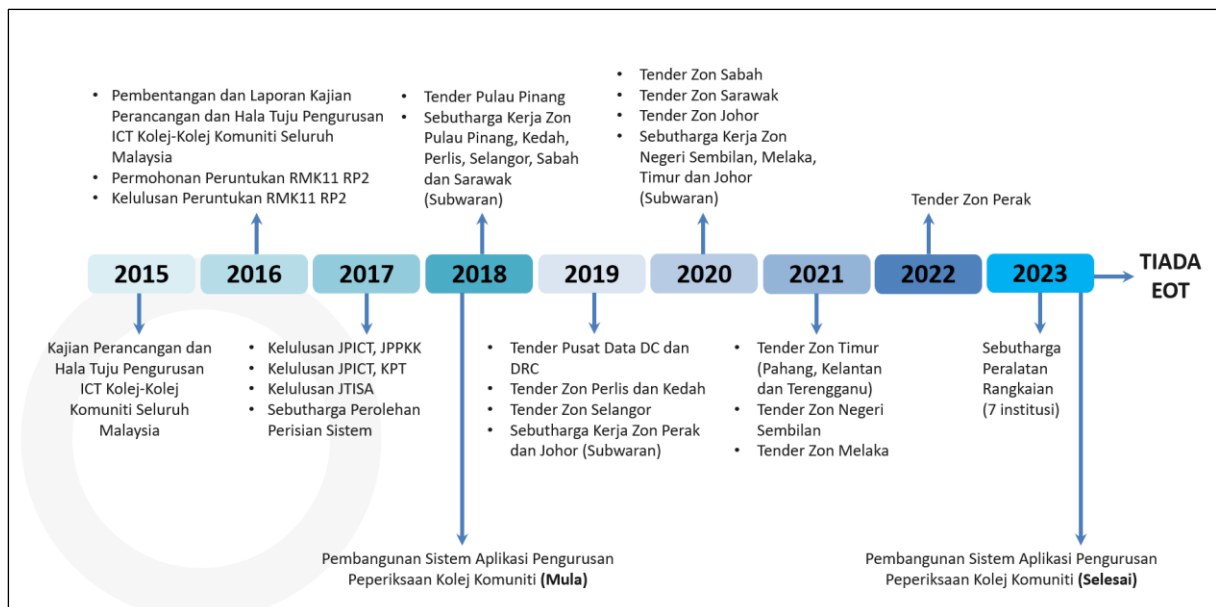 • Pembentangan dan Laporan Kajian
Perancangan dan Hala Tuju Pengurusan
ICT Kolej-Kolej Komuniti Seluruh
Malaysia
• Permohonan Peruntukan RMK11 RP2
• Kelulusan Peruntukan RMK11 RP2
• Tender Pulau Pinang
• Sebutharga Kerja Zon
Pulau Pinang, Kedah,
Perlis, Selangor, Sabah
dan Sarawak
(Subwaran)
• Tender Zon Sabah
• Tender Zon Sarawak
• Tender Zon Johor
• Sebutharga Kerja Zon
Negeri Sembilan, Melaka,
Timur dan Johor
(Subwaran)
Tender Zon Perak
2015
2016
2017
2018
2019
2020
2021
2022
2023
TIADA
EOT
Kajian Perancangan dan
Hala Tuju Pengurusan
ICT Kolej-Kolej
Komuniti Seluruh
Malaysia
• Kelulusan JPICT, JPPKK
• Kelulusan JPICT, KPT
• Kelulusan JTISA
• Sebutharga Perolehan
Perisian Sistem
• Tender Pusat Data DC dan
DRC
• Tender Zon Perlis dan Kedah
• Tender Zon Selangor
• Sebutharga Kerja Zon Perak
dan Johor (Subwaran)
• Tender Zon Timur
(Pahang, Kelantan
dan Terengganu)
• Tender Zon Negeri
Sembilan
• Tender Zon Melaka
Sebutharga
Peralatan
Rangkaian
(7 institusi)
Pembangunan Sistem Aplikasi Pengurusan
Peperiksaan Kolej Komuniti (Mula)
Pembangunan Sistem Aplikasi Pengurusan
Peperiksaan Kolej Komuniti (Selesai)